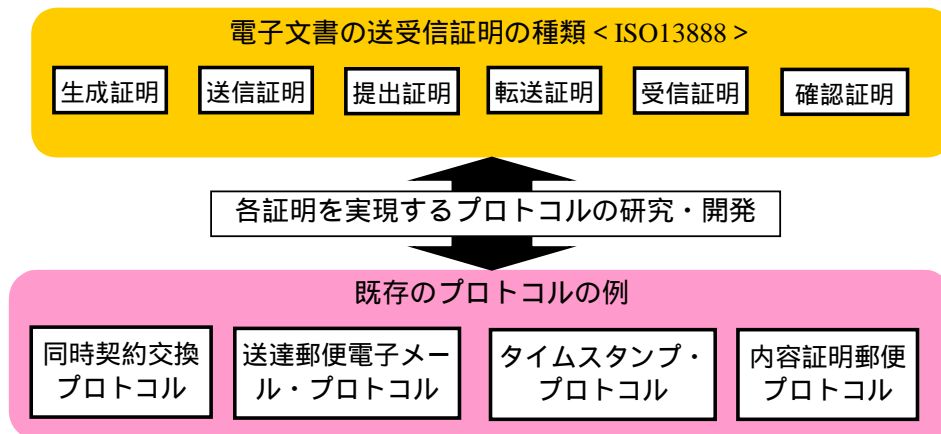 電子文書の送受信証明の種類＜ISO13888＞
生成証明 送信証明 提出証明 転送証明 受信証明 確認証明
各証明を実現するプロトコルの研究・開発
既存のプロトコルの例
同時契約交換
プロトコル
送達郵便電子メー
ル・プロトコル
タイムスタンプ・
プロトコル
内容証明郵便
プロトコル